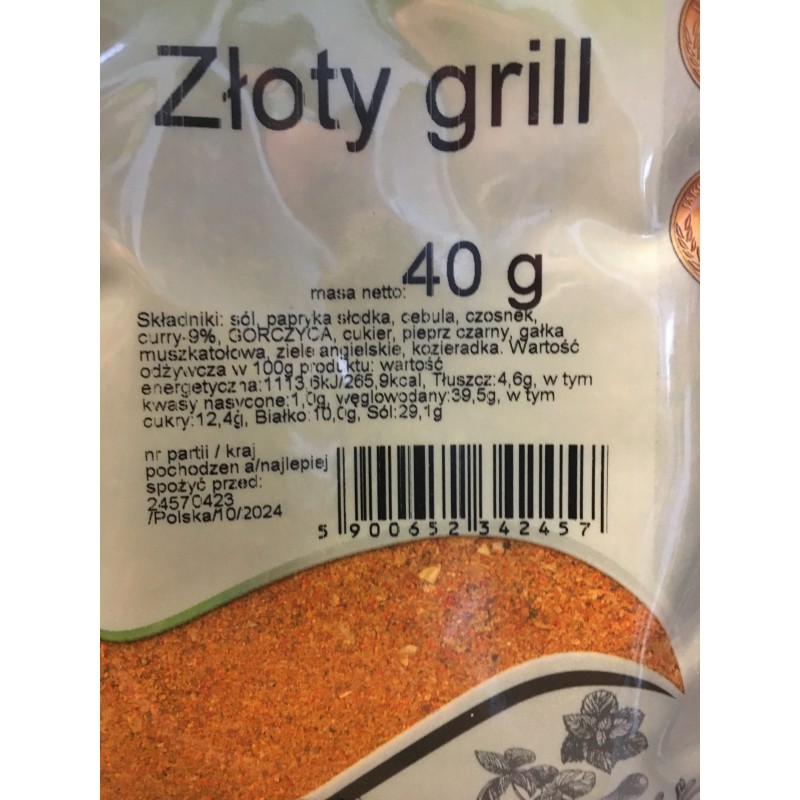 Złoty grill
masa netto: 40 g
Składniki: sól, papryka słodka, cebula, czosnek,
curry-9%, GORCZYCA, cukier, pieprz czarny, gałka
muszkatołowa, ziele angielskie, kozieradka. Wartość
odżywcza w 100g produktu: wartość
energetyczna:1113,6kJ/265,9kcal, Tłuszcz:4,6g, w tym
kwasy nasycone:1,0g, węglowodany:39,5g, w tym
cukry:12,4g, Białko:10,0g, Sól:29,1g
nr partii / kraj
pochodzenia/najlepiej
spożyć przed:
24570423
/Polska/10/2024
5 900652 342457